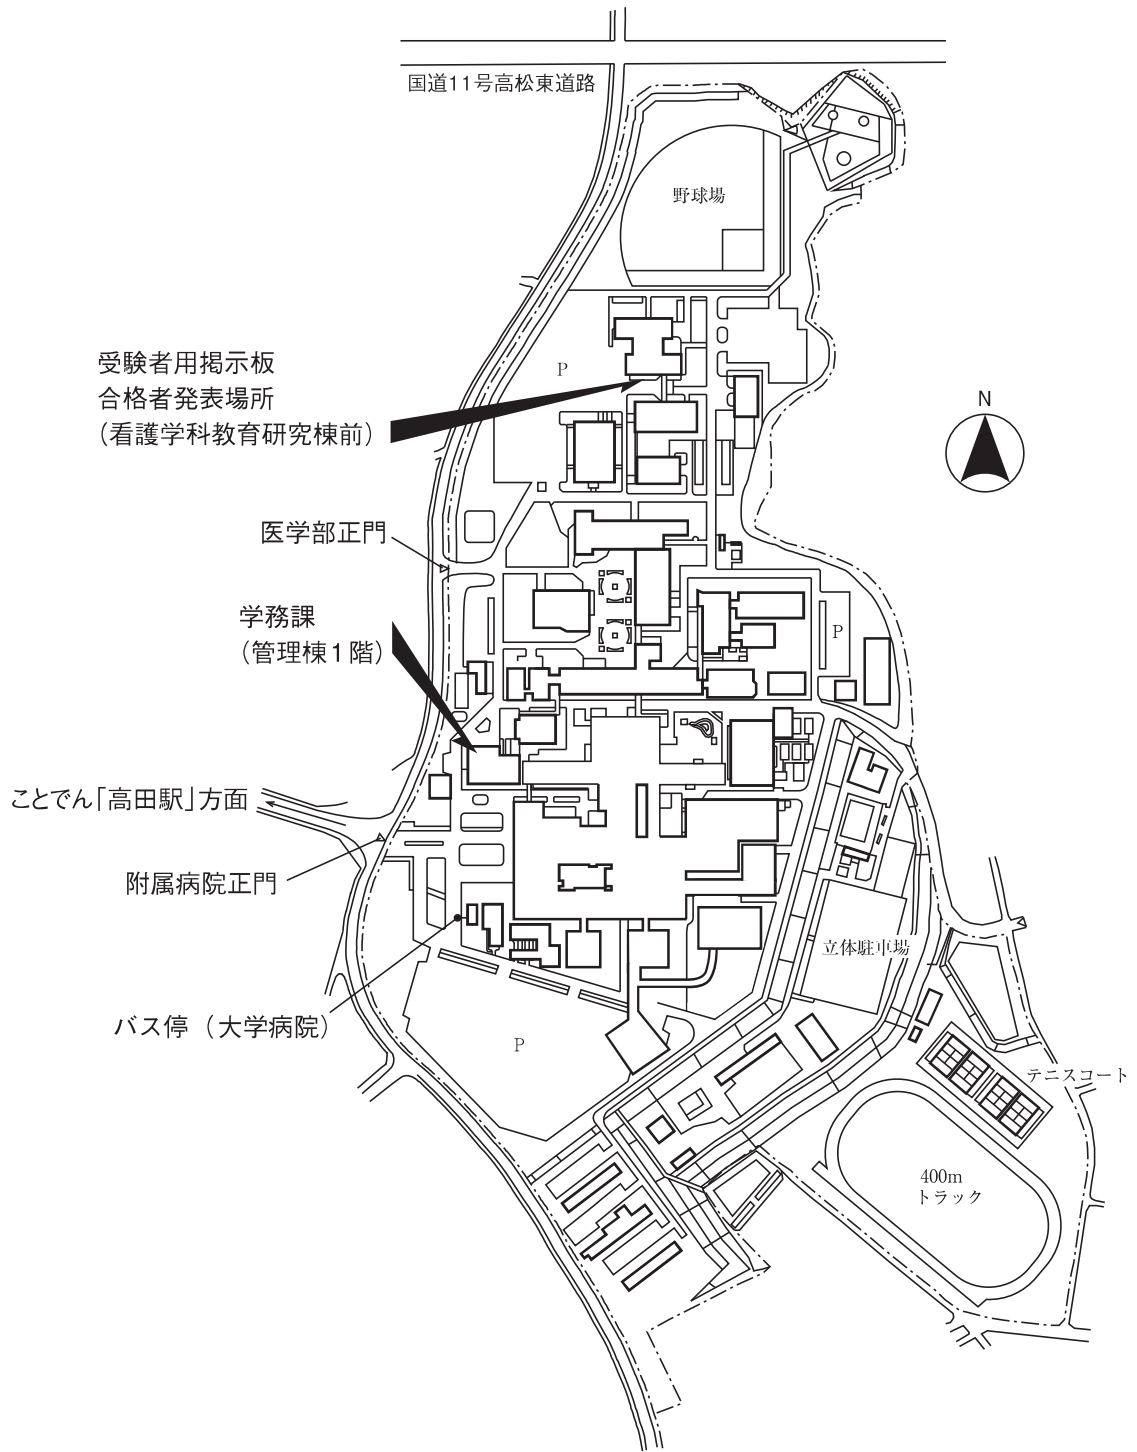 国道11号高松東道路
野球場
受験者用掲示板
合格者発表場所
(看護学科教育研究棟前)
P
N
医学部正門
学務課
(管理棟1階)
P
ことでん「高田駅」方面
附属病院正門
立体駐車場
バス停（大学病院）
P
テニスコート
400m
トラック